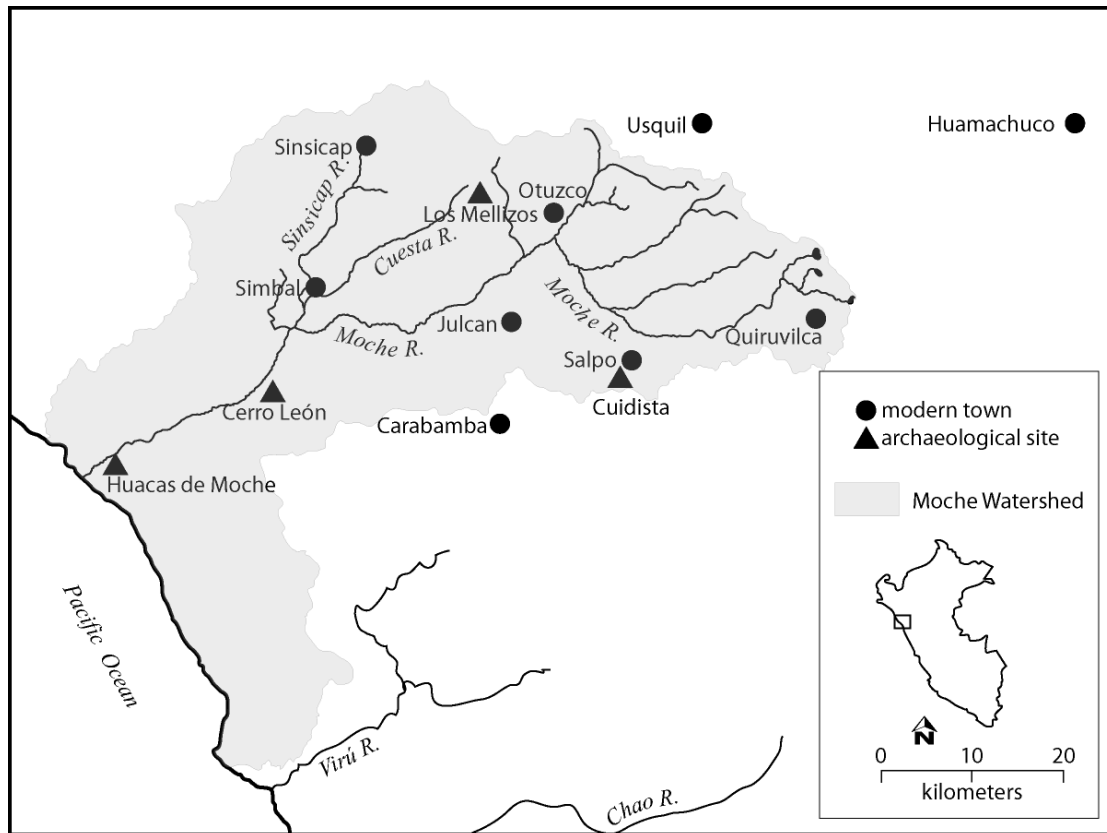 Usquil
Huamachuco
Sinsicap
Sinsicap R.
Otuzco
Los Mellizos
Cuesta R.
Simbal
Moche R.
Julcan
Moche R.
Quiruvilca
Salpo
Cerro León
Cuidista
Carabamba
Huacas de Moche
Pacific Ocean
Virú R.
Chao R.
modern town
archaeological site
Moche Watershed
N
0 10 20
kilometers